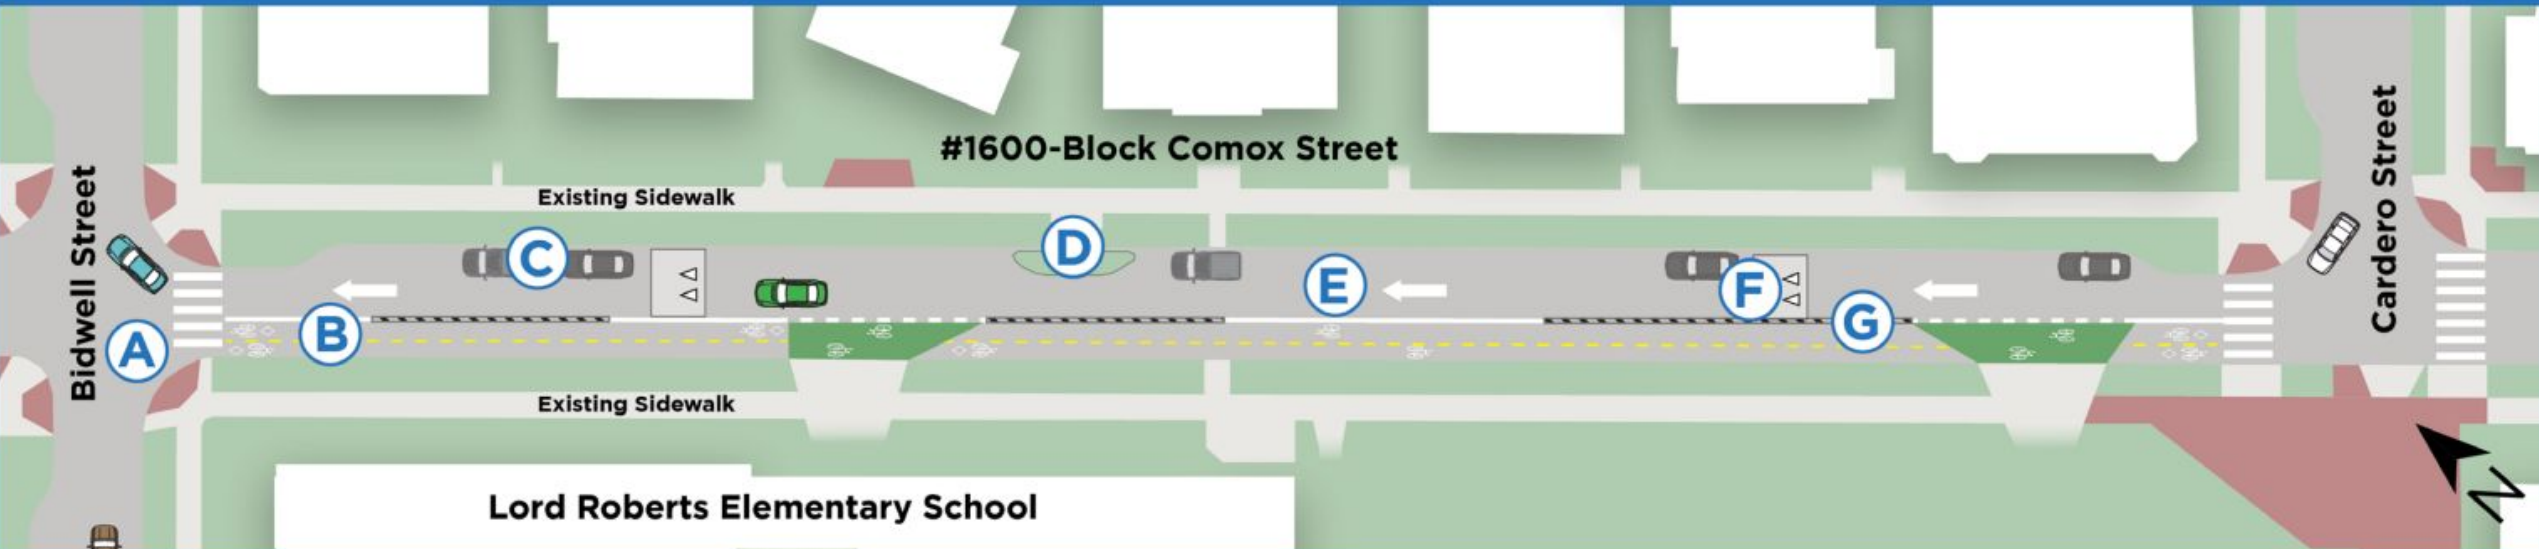 #1600-Block Comox Street
Existing Sidewalk
Bidwell Street
Cardero Street
C
D
E
F
G
B
A
Existing Sidewalk
Lord Roberts Elementary School
N